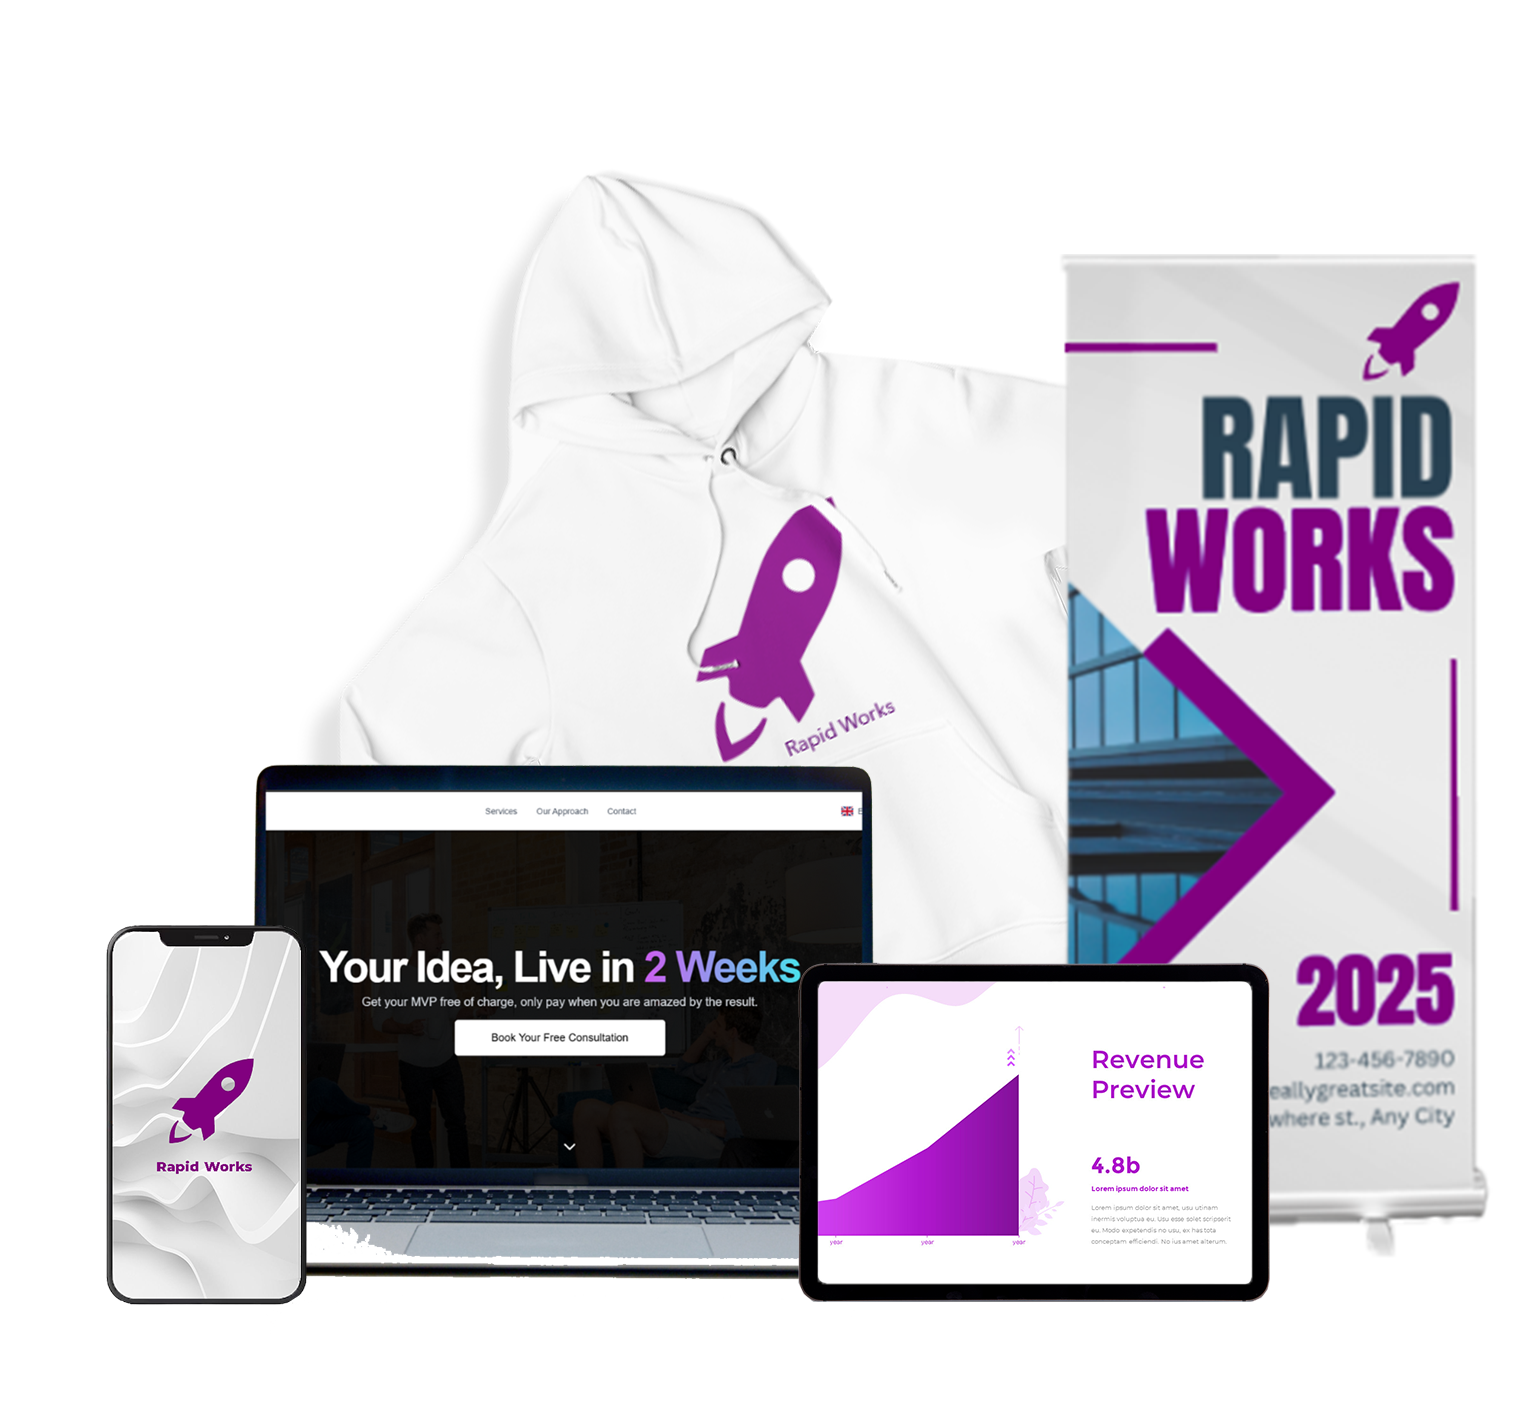 RAPID
WORKS
2025
123-456-7890
eallygreatsite.com
where st., Any City
Rapid Works
Services Our Approach Contact
Your Idea, Live in 2 Weeks
Get your MVP free of charge, only pay when you are amazed by the result.
Book Your Free Consultation
Rapid Works
Revenue
Preview
4.8b
Lorem ipsum dolor sit amet
Lorem ipsum dolor sit amet, usu utinam
inermis voluptua eu. Usu esse solet scripserit
eu. Modo expetendis no usu, ex has tota
conceptam efficiendi. No ius amet alterum.
year year year